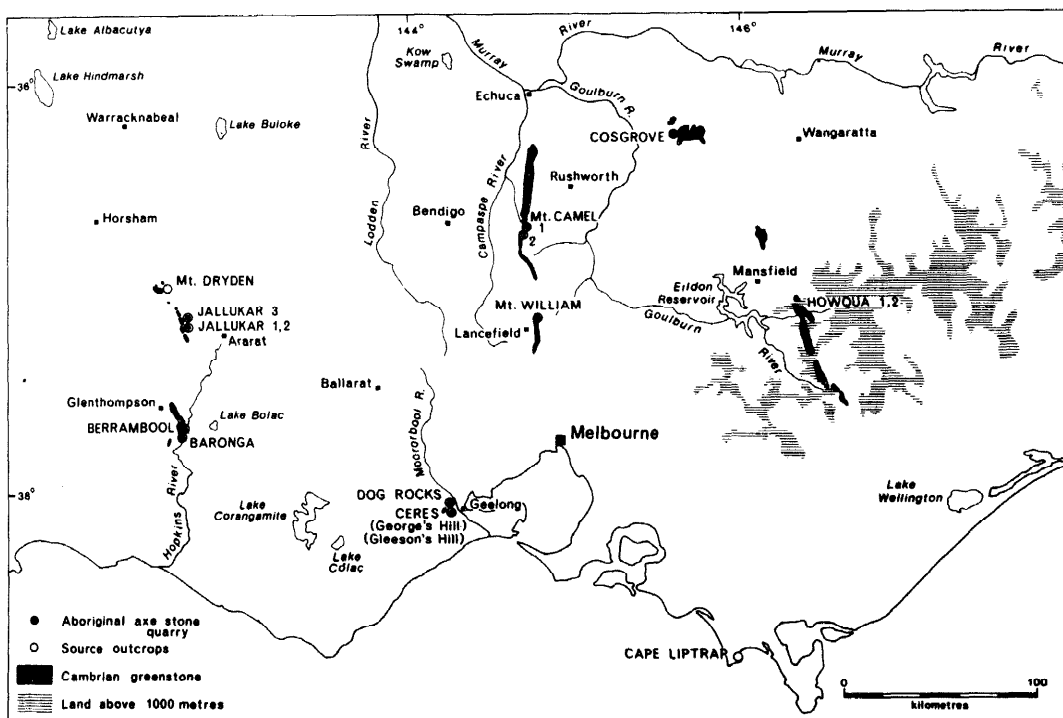 144°
146°
Lake Albacutya
Lake Hindmarsh
36°
Kow
Swamp
Murray
River
Murray
River
Echuca
Goulburn R.
Warracknabeal
Lake Buloke
River
COSGROVE
Wangaratta
Rushworth
Horsham
Lodden
Bendigo
Campaspe River
Mt. CAMEL
1
2
Mt. DRYDEN
Mansfield
Eildon
Reservoir
HOWQUA 1,2
JALLUKAR 3
JALLUKAR 1,2
Ararat
Mt. WILLIAM
Lancefield
Goulburn
River
Ballarat
Glenthompson
Lake Bolac
BERRAMBOOL
BARONGA
Moorarbool R.
Melbourne
Hopkins River
38°
DOG ROCKS
Geelong
CERES
(George's Hill)
(Gleeson's Hill)
Lake
Corangamite
Lake
Colac
Lake
Wellington
CAPE LIPTRAP
Aboriginal axe stone
quarry
Source outcrops
Cambrian greenstone
Land above 1000 metres
0
100
kilometres